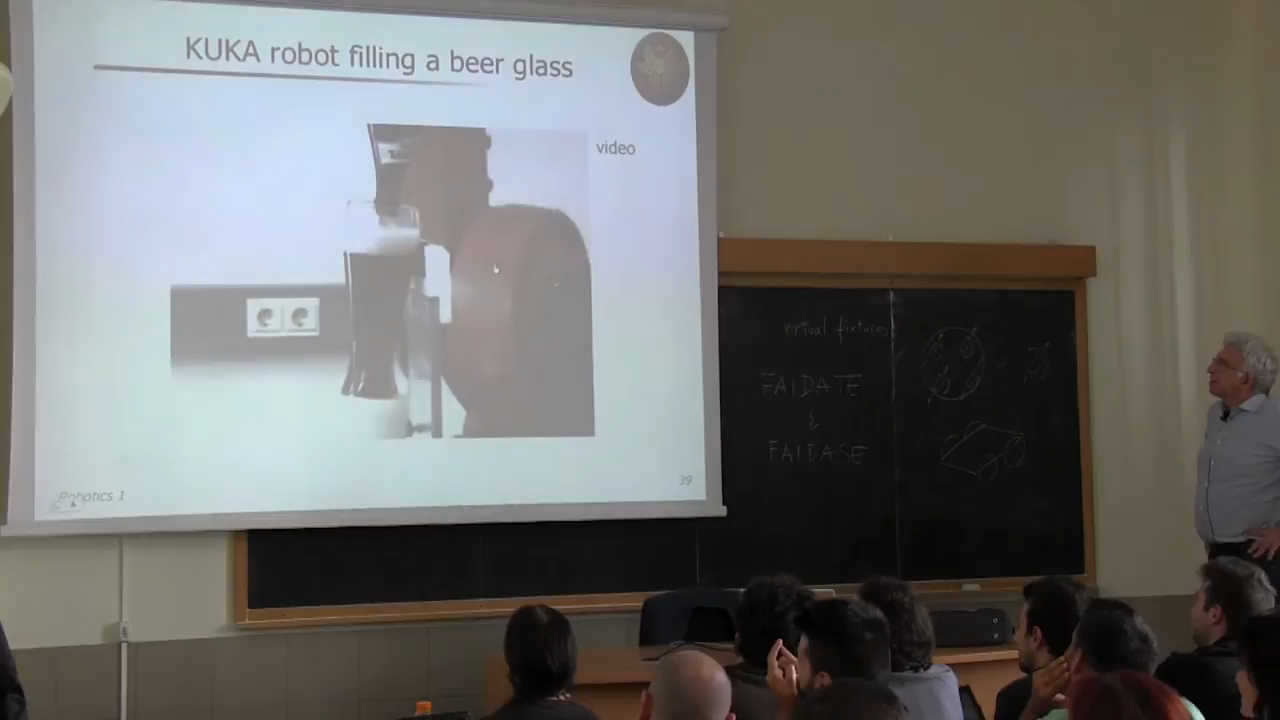 KUKA robot filling a beer glass
video
Robotics 1
39
virtual fixtures
FAIDATE
&
FAIDASE